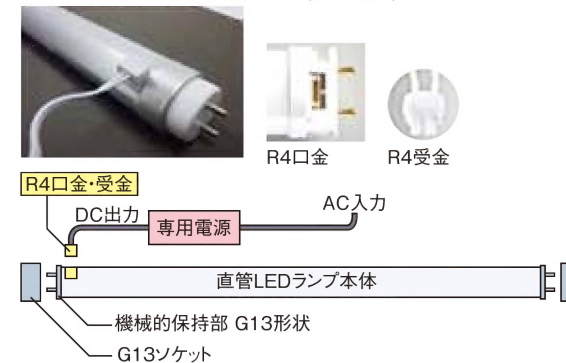 R4口金
R4受金
R4口金・受金
DC出力
専用電源
AC入力
直管LEDランプ本体
機械的保持部 G13形状
G13ソケット